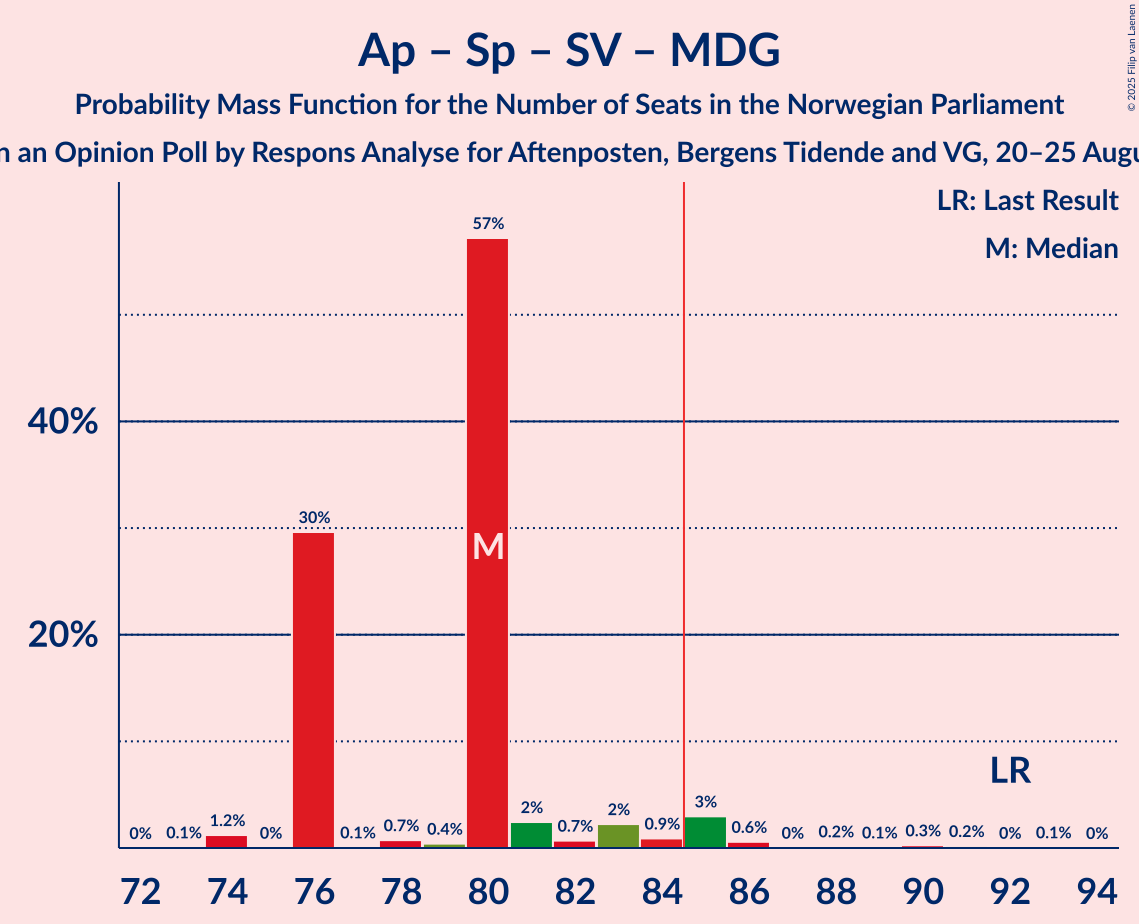 Ap – Sp – SV – MDG
Probability Mass Function for the Number of Seats in the Norwegian Parliament
an Opinion Poll by Respons Analyse for Aftenposten, Bergens Tidende and VG, 20–25
© 2025 Filip van Laenen
LR: Last Result
M: Median
57%
40%
30%
M
20%
LR
0% 0.1% 1.2% 0% 0.1% 0.7% 0.4% 2% 0.7% 2% 0.9% 3% 0.6% 0% 0.2% 0.1% 0.3% 0.2% 0% 0.1% 0%
72 74 76 78 80 82 84 86 88 90 92 94